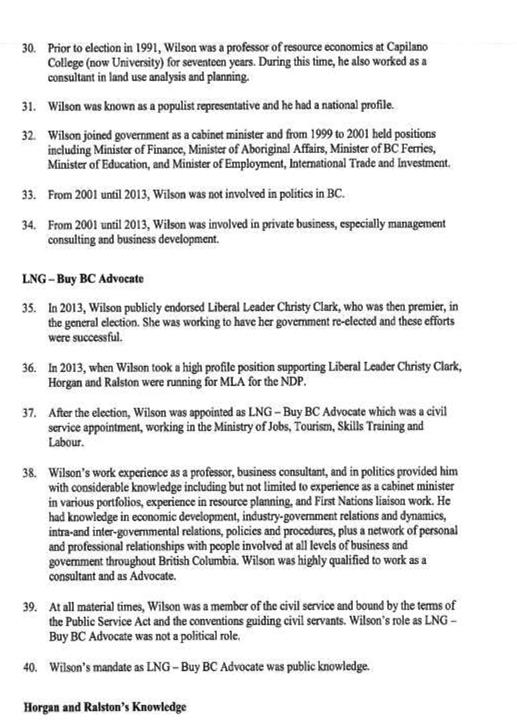 30. Prior to election in 1991, Wilson was a professor of resource economics at Capilano
College (now University) for seventeen years. During this time, he also worked as a
consultant in land use analysis and planning.
31. Wilson was known as a populist representative and he had a national profile.
32. Wilson joined government as a cabinet minister and from 1999 to 2001 held positions
including Minister of Finance, Minister of Aboriginal Affairs, Minister of BC Ferries,
Minister of Education, and Minister of Employment, International Trade and Investment.
33. From 2001 until 2013, Wilson was not involved in politics in BC.
34. From 2001 until 2013, Wilson was involved in private business, especially management
consulting and business development.
LNG – Buy BC Advocate
35. In 2013, Wilson publicly endorsed Liberal Leader Christy Clark, who was then premier, in
the general election. She was working to have her government re-elected and these efforts
were successful.
36. In 2013, when Wilson took a high profile position supporting Liberal Leader Christy Clark,
Horgan and Ralston were running for MLA for the NDP.
37. After the election, Wilson was appointed as LNG – Buy BC Advocate which was a civil
service appointment, working in the Ministry of Jobs, Tourism, Skills Training and
Labour.
38. Wilson's work experience as a professor, business consultant, and in politics provided him
with considerable knowledge including but not limited to experience as a cabinet minister
in various portfolios, experience in resource planning, and First Nations liaison work. He
had knowledge in economic development, industry-government relations and dynamics,
intra-and inter-governmental relations, policies and procedures, plus a network of personal
and professional relationships with people involved at all levels of business and
government throughout British Columbia. Wilson was highly qualified to work as a
consultant and as Advocate.
39. At all material times, Wilson was a member of the civil service and bound by the terms of
the Public Service Act and the conventions guiding civil servants. Wilson's role as LNG –
Buy BC Advocate was not a political role.
40. Wilson's mandate as LNG – Buy BC Advocate was public knowledge.
Horgan and Ralston's Knowledge